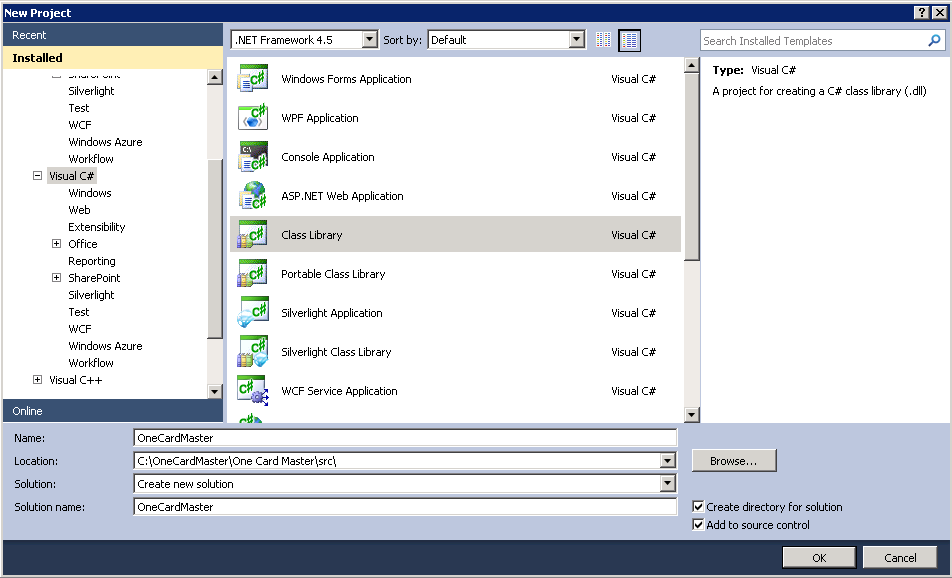 New Project
Recent
.NET Framework 4.5
Sort by:
Default
Search Installed Templates
Installed
SharePoint
Silverlight
Test
WCF
Windows Azure
Workflow
Visual C#
Windows
Web
Extensibility
Office
Reporting
SharePoint
Silverlight
Test
WCF
Windows Azure
Workflow
Visual C++
Online
Windows Forms Application Visual C#
WPF Application Visual C#
Console Application Visual C#
ASP.NET Web Application Visual C#
Class Library Visual C#
Portable Class Library Visual C#
Silverlight Application Visual C#
Silverlight Class Library Visual C#
WCF Service Application Visual C#
Type: Visual C#
A project for creating a C# class library (.dll)
Name: OneCardMaster
Location: C:\OneCardMaster\One Card Master\src\
Browse...
Solution: Create new solution
Solution name: OneCardMaster
Create directory for solution
Add to source control
OK
Cancel